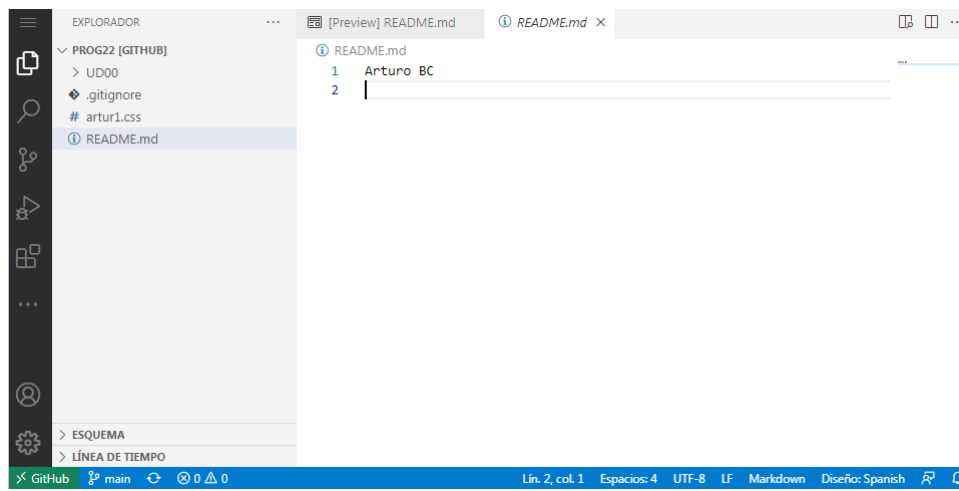 EXPLORADOR ···
PROG22 [GITHUB]
UD00
.gitignore
# artur1.css
README.md
[Preview] README.md
README.md
README.md
1 Arturo BC
2
ESQUEMA
LÍNEA DE TIEMPO
GitHub main 0 0 Lín. 2, col. 1 Espacios: 4 UTF-8 LF Markdown Diseño: Spanish